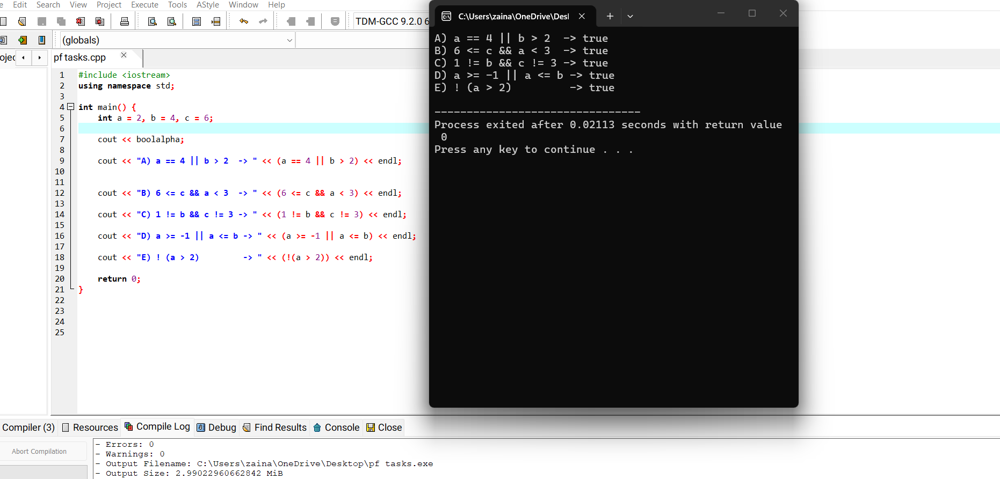 e Edit Search View Project Execute Tools AStyle Window Help
TDM-GCC 9.2.0 6
(globals)
ojec
pf tasks.cpp
1 #include <iostream>
2 using namespace std;
3
4 int main() {
5 int a = 2, b = 4, c = 6;
6
7 cout << boolalpha;
8
9 cout << "A) a == 4 || b > 2  -> " << (a == 4 || b > 2) << endl;
10
11
12 cout << "B) 6 <= c && a < 3  -> " << (6 <= c && a < 3) << endl;
13
14 cout << "C) 1 != b && c != 3 -> " << (1 != b && c != 3) << endl;
15
16 cout << "D) a >= -1 || a <= b -> " << (a >= -1 || a <= b) << endl;
17
18 cout << "E) ! (a > 2)         -> " << (!(a > 2)) << endl;
19
20 return 0;
21 }
22
23
24
25
C:\Users\zaina\OneDrive\Desl
A) a == 4 || b > 2  -> true
B) 6 <= c && a < 3  -> true
C) 1 != b && c != 3 -> true
D) a >= -1 || a <= b -> true
E) ! (a > 2)         -> true
--------------------------------
Process exited after 0.02113 seconds with return value
0
Press any key to continue . . .
Compiler (3) Resources Compile Log Debug Find Results Console Close
Abort Compilation
- Errors: 0
- Warnings: 0
- Output Filename: C:\Users\zaina\OneDrive\Desktop\pf tasks.exe
- Output Size: 2.99022960662842 MiB